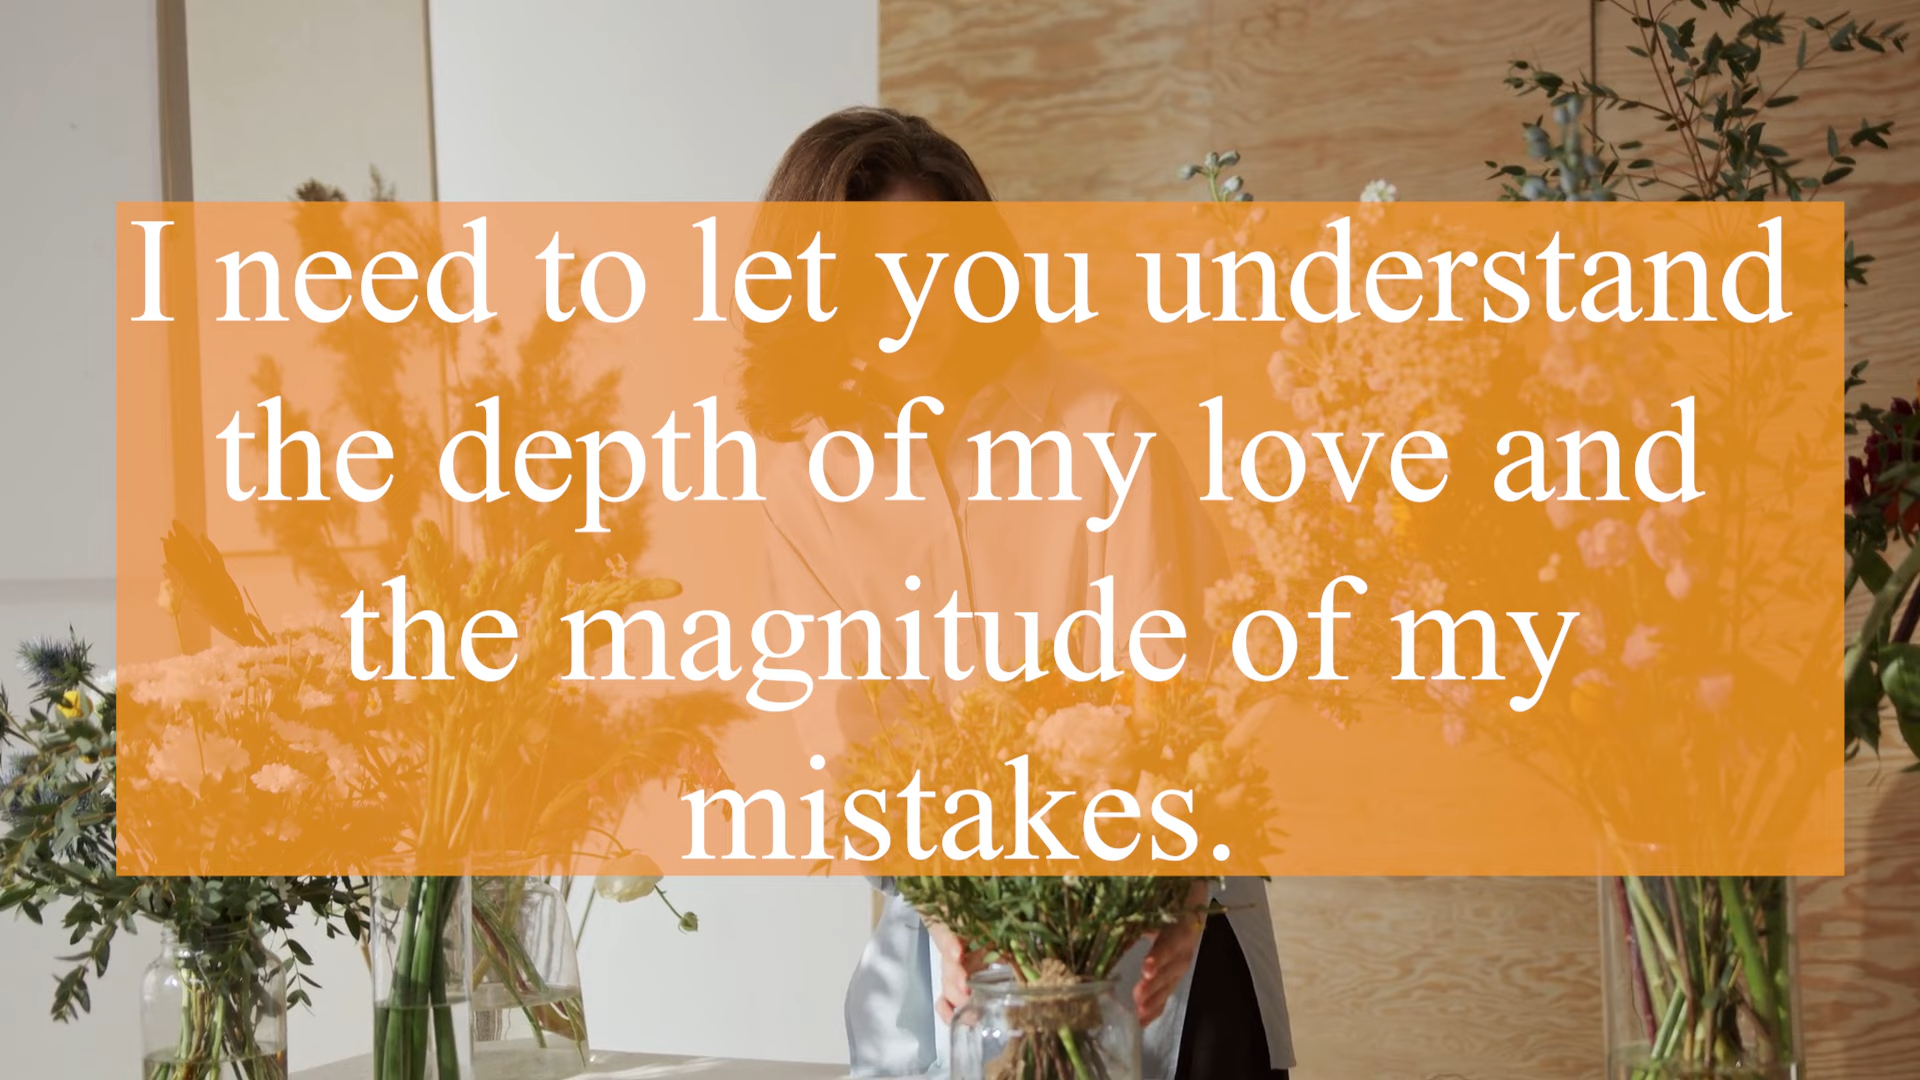 I need to let you understand
the depth of my love and
the magnitude of my
mistakes.